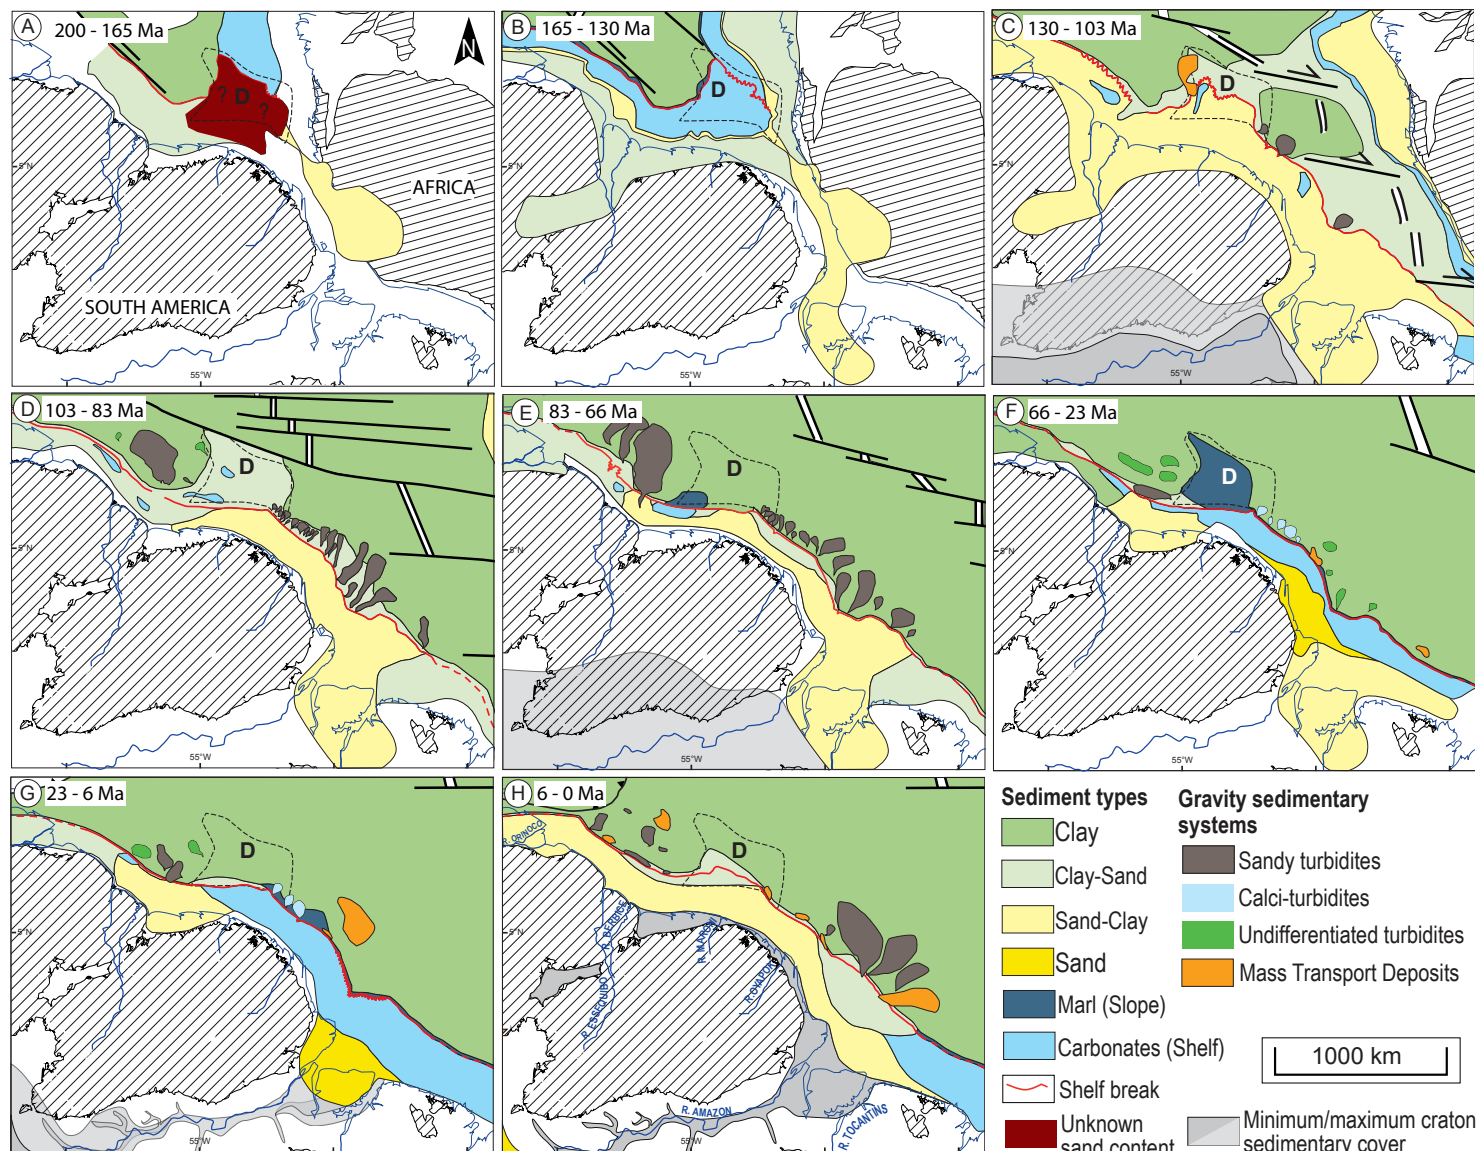 A 200 - 165 Ma
N
D
? ?
5°N
AFRICA
SOUTH AMERICA
55°W
B 165 - 130 Ma
D
5°N
55°W
C 130 - 103 Ma
D
5°N
55°W
D 103 - 83 Ma
D
5°N
55°W
E 83 - 66 Ma
D
5°N
55°W
F 66 - 23 Ma
D
5°N
55°W
G 23 - 6 Ma
D
5°N
55°W
H 6 - 0 Ma
R. ORINOCO
D
5°N
R. BERBICE
R. ESSEQUIBO
R. MARONI
R.OYAPOK
R. AMAZON
R. TOCANTINS
55°W
Sediment types
Clay
Clay-Sand
Sand-Clay
Sand
Marl (Slope)
Carbonates (Shelf)
Shelf break
Unknown
sand content
Gravity sedimentary
systems
Sandy turbidites
Calci-turbidites
Undifferentiated turbidites
Mass Transport Deposits
1000 km
Minimum/maximum craton
sedimentary cover